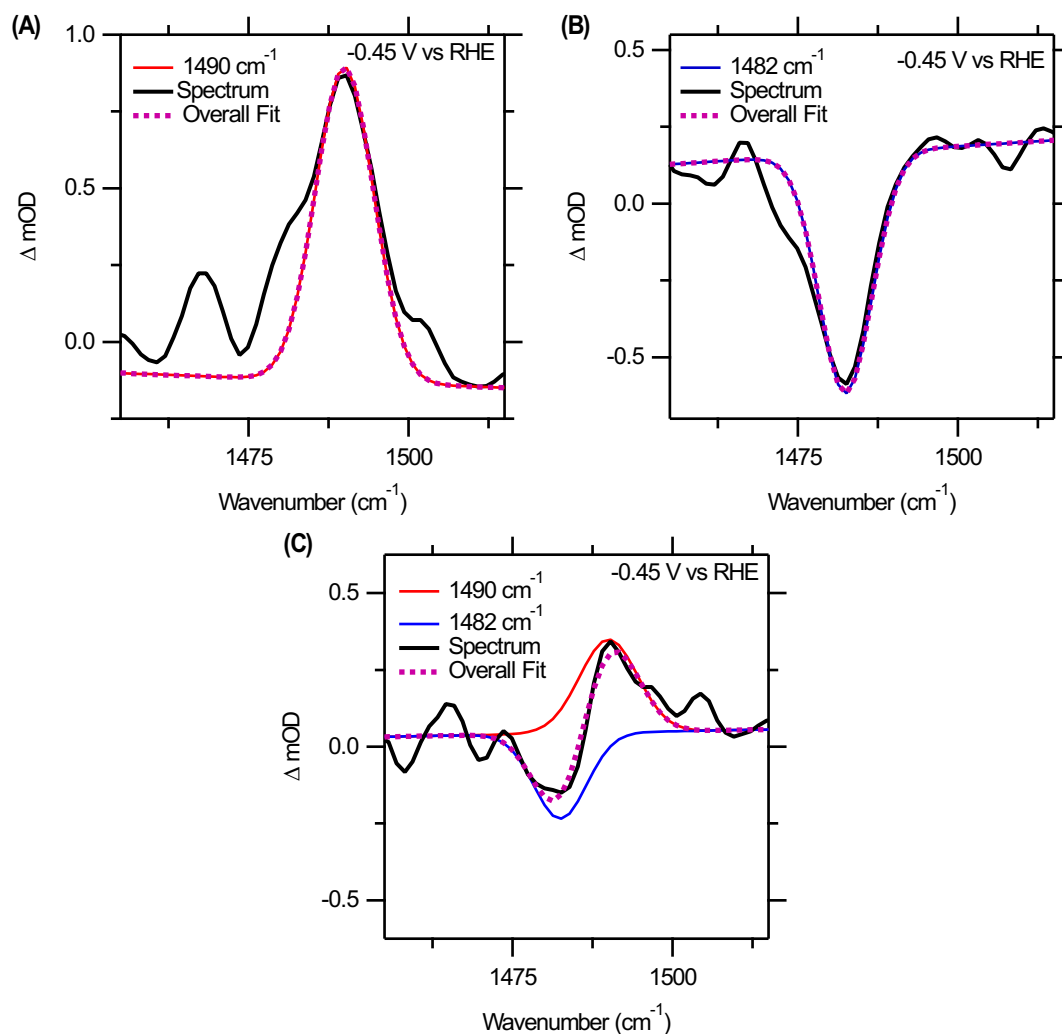 (A)
-0.45 V vs RHE
1490 cm⁻¹
Spectrum
Overall Fit
1.0
0.5
0.0
Δ mOD
1475 1500
Wavenumber (cm⁻¹)
(B)
-0.45 V vs RHE
1482 cm⁻¹
Spectrum
Overall Fit
0.5
0.0
-0.5
Δ mOD
1475 1500
Wavenumber (cm⁻¹)
(C)
-0.45 V vs RHE
1490 cm⁻¹
1482 cm⁻¹
Spectrum
Overall Fit
0.5
0.0
-0.5
Δ mOD
1475 1500
Wavenumber (cm⁻¹)